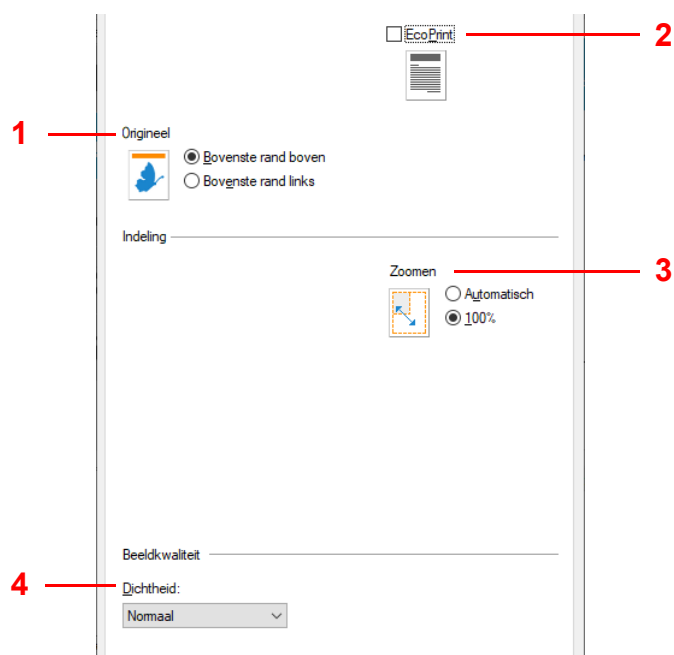 EcoPrint
2
1
Origineel
Bovenste rand boven
Bovenste rand links
Indeling
Zoomen
3
Automatisch
100%
Beeldkwaliteit
4
Dichtheid:
Normaal